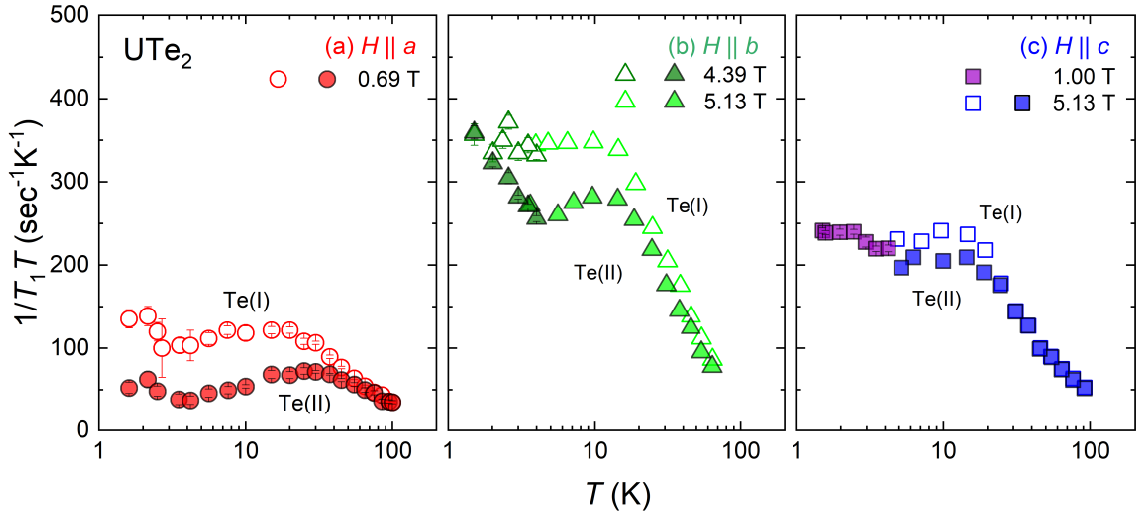 UTe₂
(a) H || a
0.69 T
(b) H || b
4.39 T
5.13 T
(c) H || c
1.00 T
5.13 T
Te(I)
Te(II)
Te(I)
Te(II)
Te(I)
Te(II)
1/T₁T (sec⁻¹K⁻¹)
500
400
300
200
100
0
1 10 100
1 10 100
1 10 100
T (K)